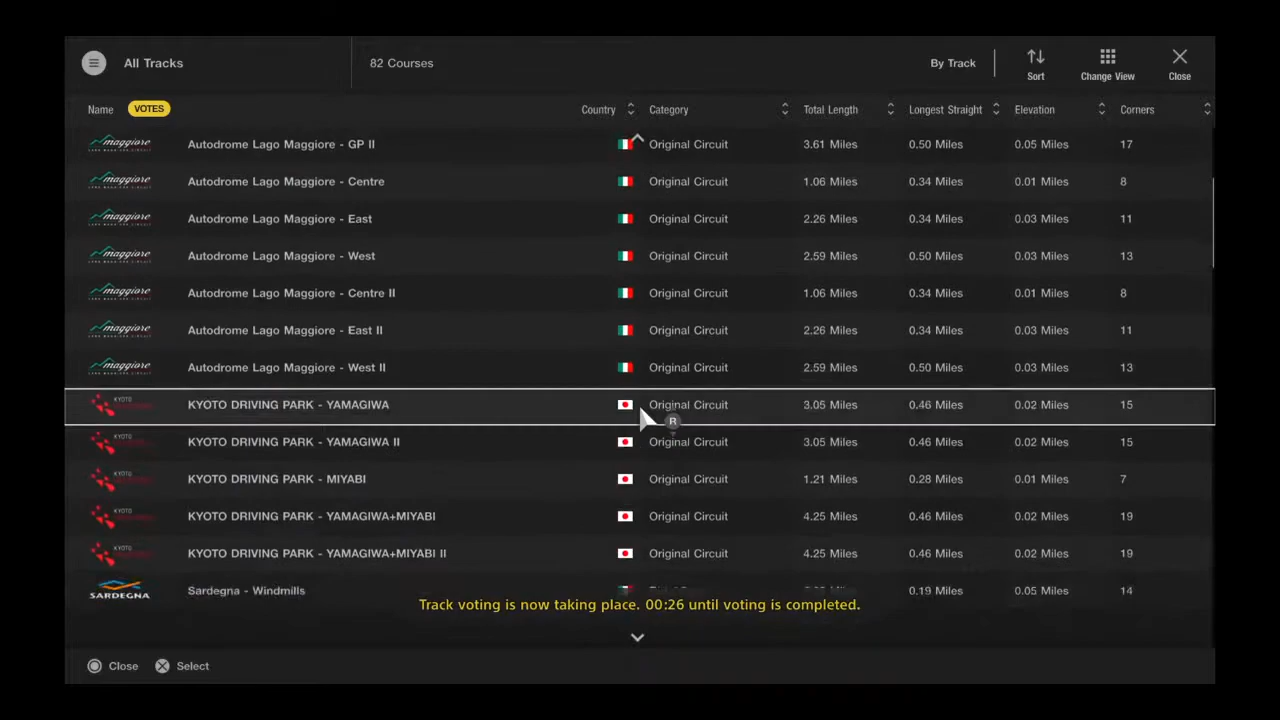 All Tracks 82 Courses By Track Sort Change View Close
Name VOTES Country Category Total Length Longest Straight Elevation Corners
maggiore Autodrome Lago Maggiore - GP II Original Circuit 3.61 Miles 0.50 Miles 0.05 Miles 17
maggiore Autodrome Lago Maggiore - Centre Original Circuit 1.06 Miles 0.34 Miles 0.01 Miles 8
maggiore Autodrome Lago Maggiore - East Original Circuit 2.26 Miles 0.34 Miles 0.03 Miles 11
maggiore Autodrome Lago Maggiore - West Original Circuit 2.59 Miles 0.50 Miles 0.03 Miles 13
maggiore Autodrome Lago Maggiore - Centre II Original Circuit 1.06 Miles 0.34 Miles 0.01 Miles 8
maggiore Autodrome Lago Maggiore - East II Original Circuit 2.26 Miles 0.34 Miles 0.03 Miles 11
maggiore Autodrome Lago Maggiore - West II Original Circuit 2.59 Miles 0.50 Miles 0.03 Miles 13
KYOTO KYOTO DRIVING PARK - YAMAGIWA Original Circuit 3.05 Miles 0.46 Miles 0.02 Miles 15
R
KYOTO KYOTO DRIVING PARK - YAMAGIWA II Original Circuit 3.05 Miles 0.46 Miles 0.02 Miles 15
KYOTO KYOTO DRIVING PARK - MIYABI Original Circuit 1.21 Miles 0.28 Miles 0.01 Miles 7
KYOTO KYOTO DRIVING PARK - YAMAGIWA+MIYABI Original Circuit 4.25 Miles 0.46 Miles 0.02 Miles 19
KYOTO KYOTO DRIVING PARK - YAMAGIWA+MIYABI II Original Circuit 4.25 Miles 0.46 Miles 0.02 Miles 19
SARDEGNA Sardegna - Windmills 0.19 Miles 0.05 Miles 14
Track voting is now taking place. 00:26 until voting is completed.
Close Select